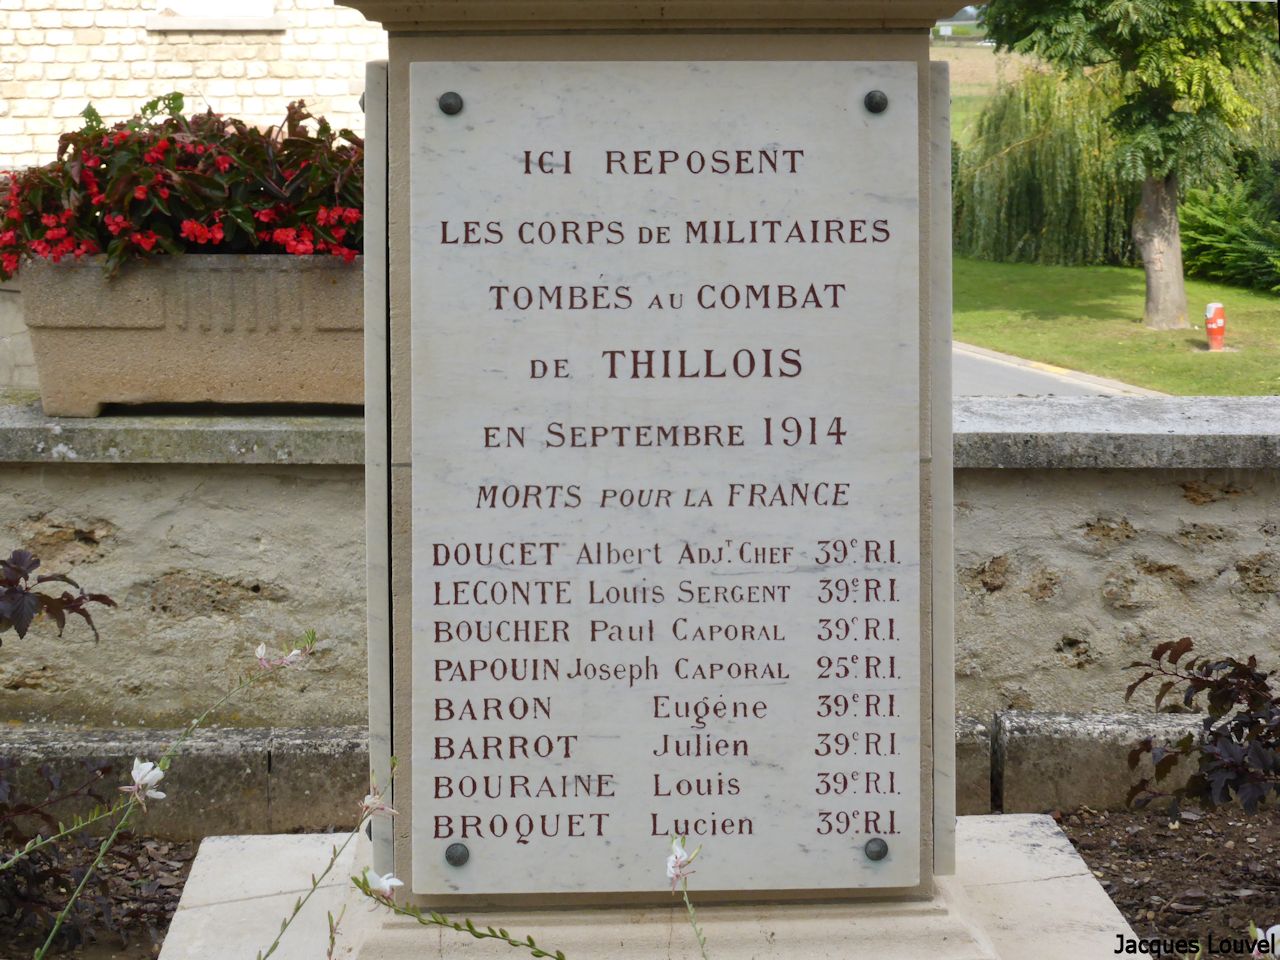 ICI REPOSENT
LES CORPS DE MILITAIRES
TOMBÉS AU COMBAT
DE THILLOIS
EN SEPTEMBRE 1914
MORTS POUR LA FRANCE
DOUCET Albert ADJ.T CHEF 39e.R.I.
LECONTE Louis SERGENT 39e.R.I.
BOUCHER Paul CAPORAL 39e.R.I.
PAPOUIN Joseph CAPORAL 25e.R.I.
BARON Eugéne 39e.R.I.
BARROT Julien 39e.R.I.
BOURAINE Louis 39e.R.I.
BROQUET Lucien 39e.R.I.
Jacques Louvel